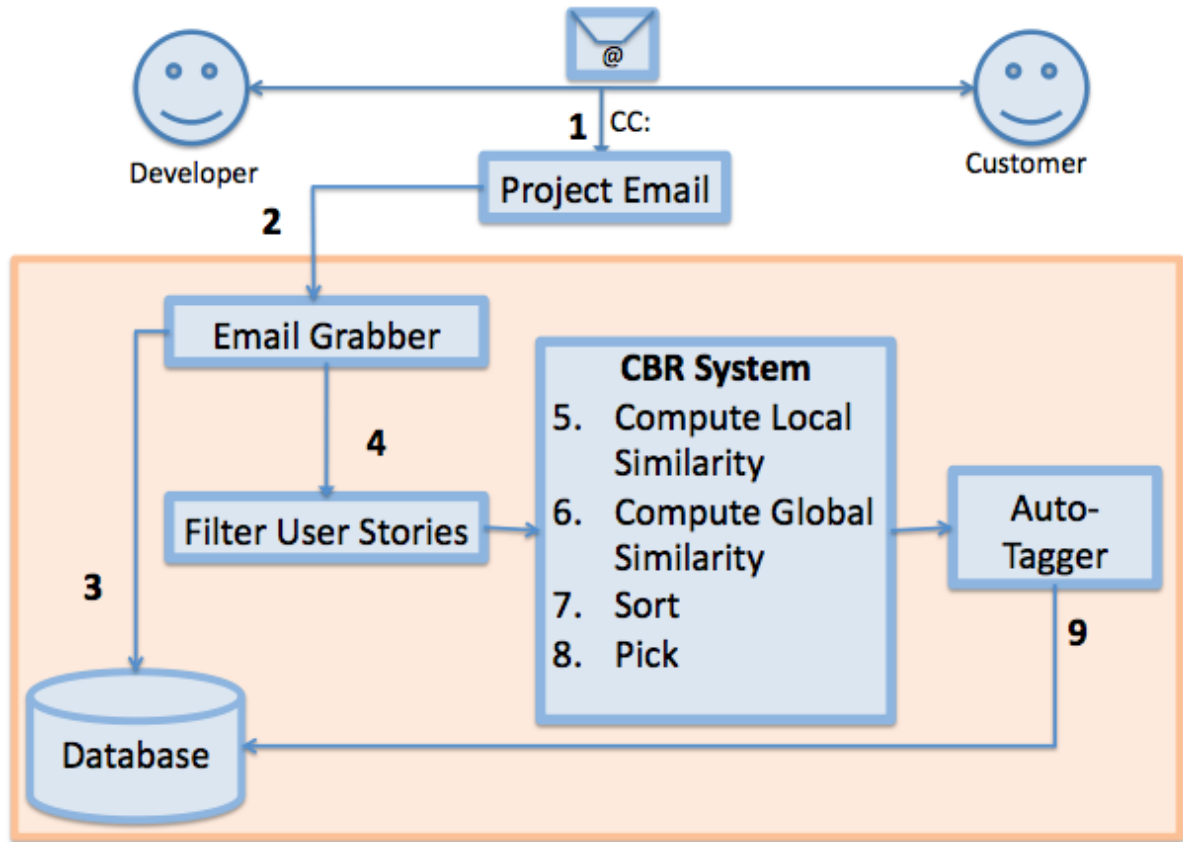 @
1 CC:
Developer
Customer
Project Email
2
Email Grabber
CBR System
5. Compute Local
Similarity
6. Compute Global
Similarity
7. Sort
8. Pick
4
Filter User Stories
Auto-
Tagger
3
9
Database